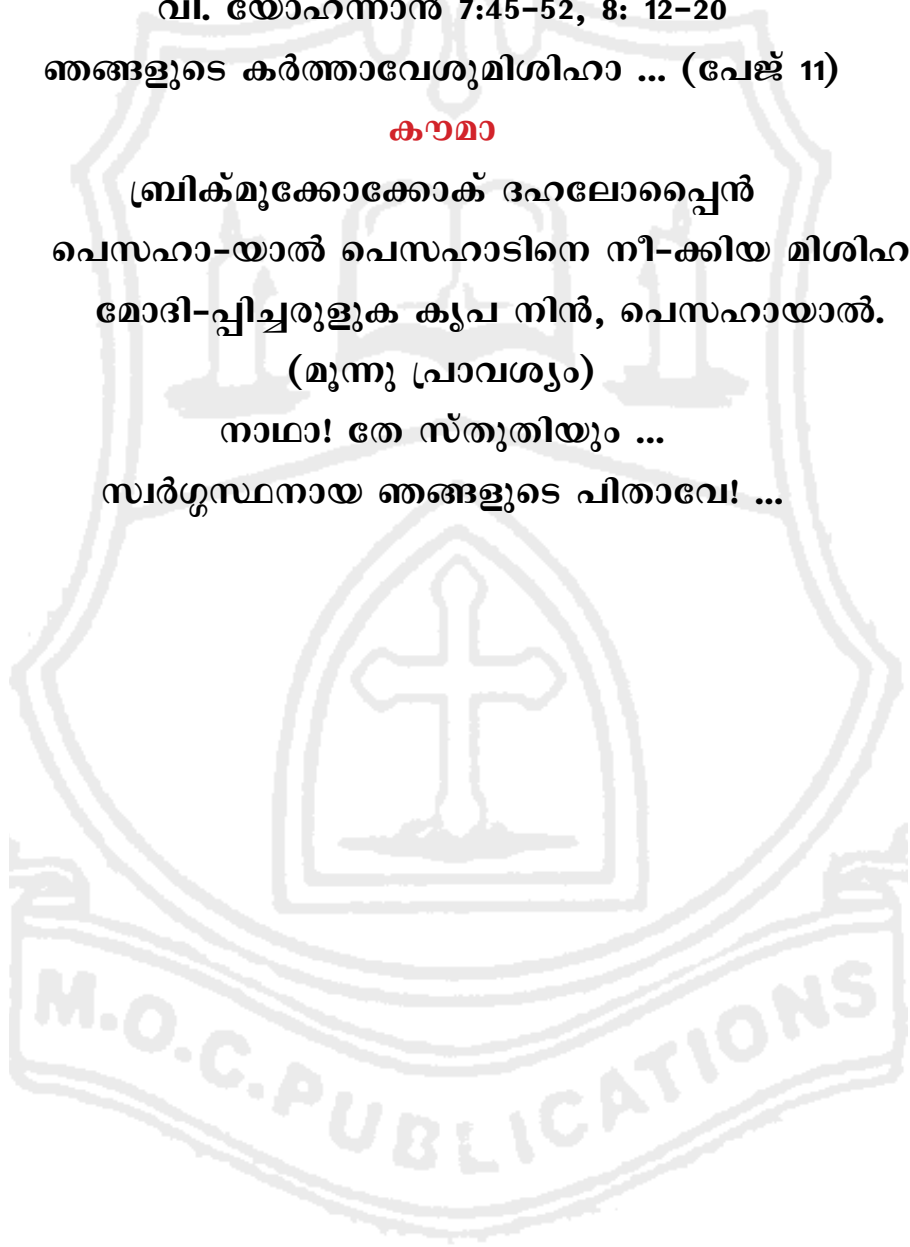 വി. യോഹന്നാൻ 7:45-52, 8: 12-20
ഞങ്ങളുടെ കർത്താവേശുമിശിഹാ ... (പേജ് 11)
കൗമാ
ബ്രിക്മൂക്കോക്കോക് ദഹലോപ്പൈൻ
പെസഹാ-യാൽ പെസഹാടിനെ നീ-ക്കിയ മിശിഹ
മോദി-പ്പിച്ചരുളുക കൃപ നിൻ, പെസഹായാൽ.
(മൂന്നു പ്രാവശ്യം)
നാഥാ! തേ സ്തുതിയും ...
സ്വർഗ്ഗസ്ഥനായ ഞങ്ങളുടെ പിതാവേ! ...
M.O.C.PUBLICATIONS